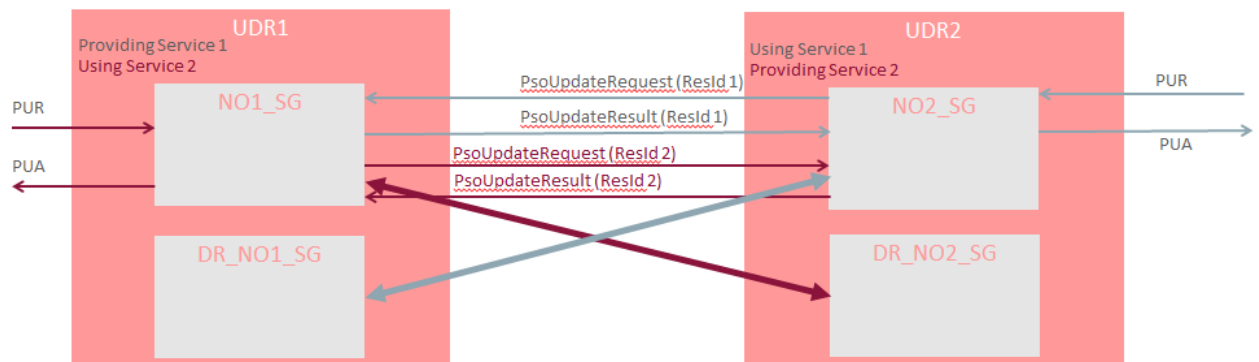 UDR1
UDR2
Providing Service 1
Using Service 2
Using Service 1
Providing Service 2
PUR
NO1_SG
PsoUpdateRequest (ResId 1)
NO2_SG
PUR
PsoUpdateResult (ResId 1)
PUA
PsoUpdateRequest (ResId 2)
PUA
PsoUpdateResult (ResId 2)
DR_NO1_SG
DR_NO2_SG